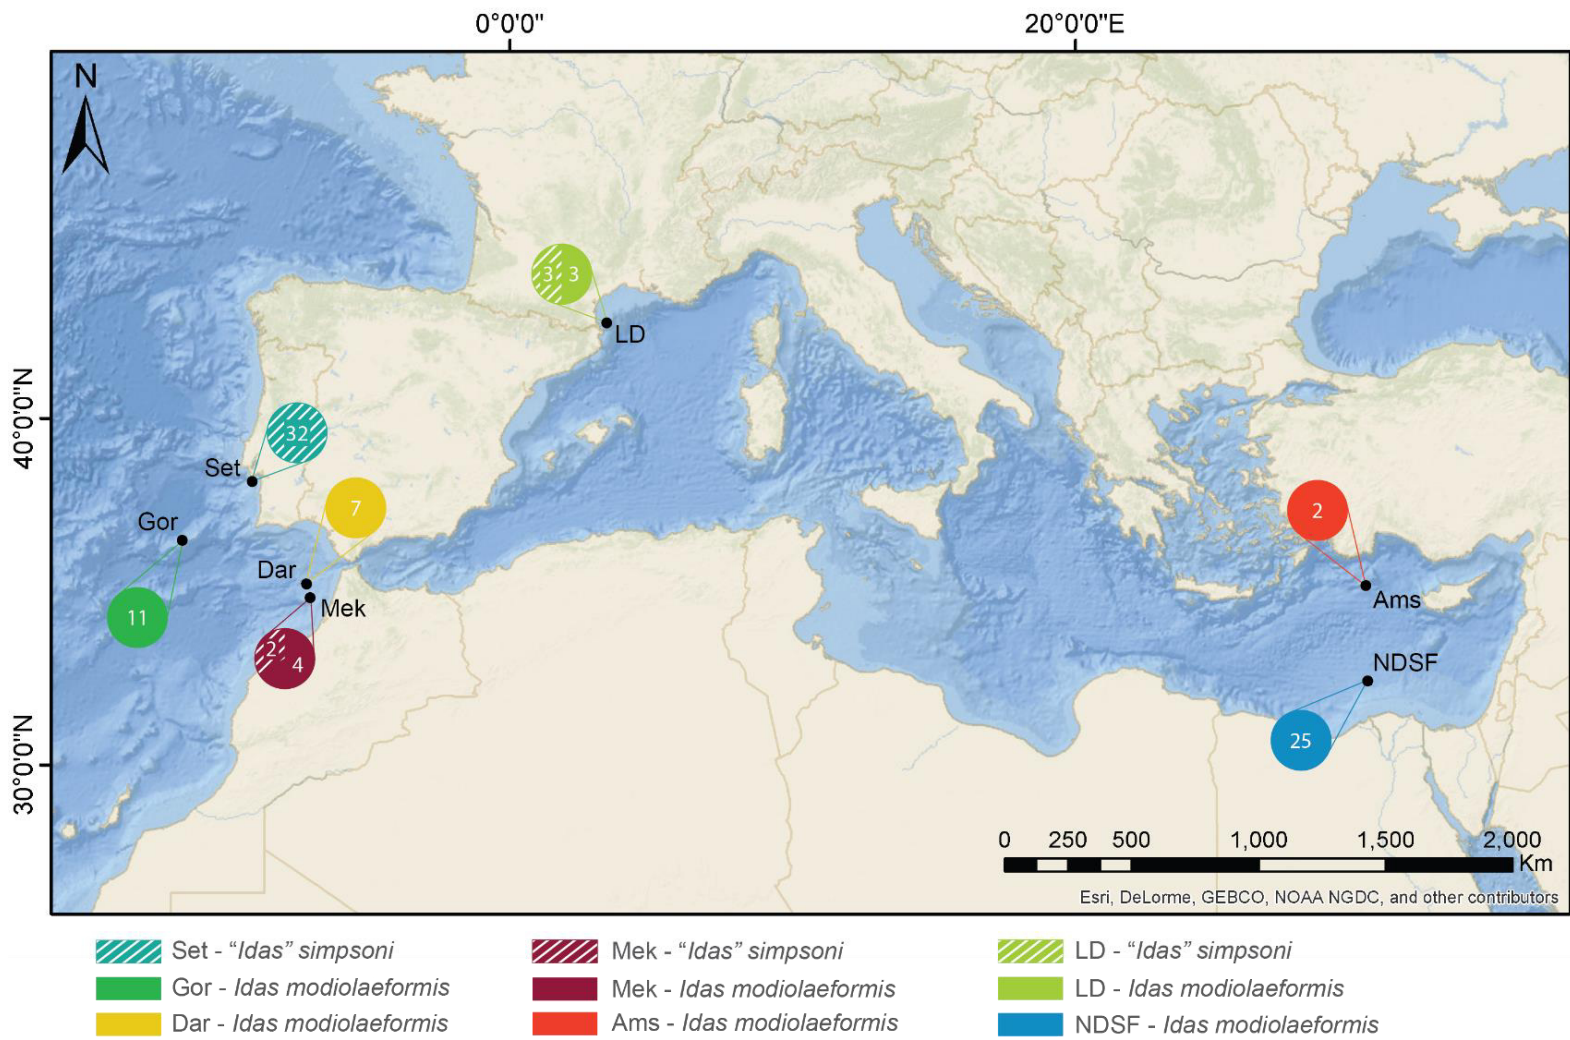 0°0'0" 20°0'0"E
N
3 3
LD
40°0'0"N
32
Set
7
2
Gor
Dar
Ams
Mek
11
2 4
NDSF
25
30°0'0"N
0 250 500 1,000 1,500 2,000
Km
Esri, DeLorme, GEBCO, NOAA NGDC, and other contributors
Set - “Idas” simpsoni Mek - “Idas” simpsoni LD - “Idas” simpsoni
Gor - Idas modiolaeformis Mek - Idas modiolaeformis LD - Idas modiolaeformis
Dar - Idas modiolaeformis Ams - Idas modiolaeformis NDSF - Idas modiolaeformis